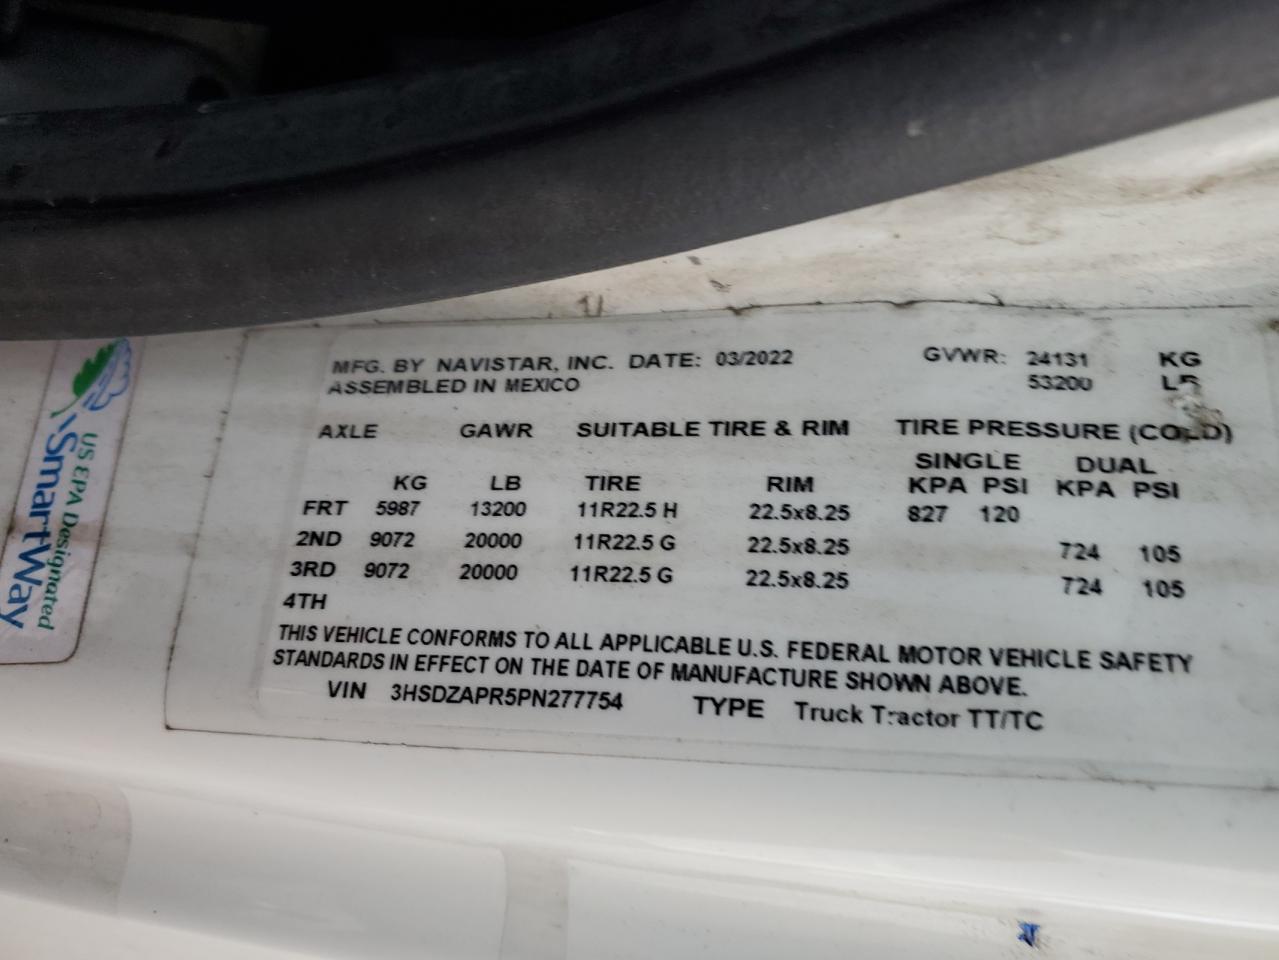 MFG. BY NAVISTAR, INC. DATE: 03/2022 GVWR: 24131 KG
ASSEMBLED IN MEXICO 53200 LB
AXLE GAWR SUITABLE TIRE & RIM TIRE PRESSURE (COLD)
SINGLE DUAL
KG LB TIRE RIM KPA PSI KPA PSI
FRT 5987 13200 11R22.5 H 22.5x8.25 827 120
2ND 9072 20000 11R22.5 G 22.5x8.25 724 105
3RD 9072 20000 11R22.5 G 22.5x8.25 724 105
4TH
THIS VEHICLE CONFORMS TO ALL APPLICABLE U.S. FEDERAL MOTOR VEHICLE SAFETY
STANDARDS IN EFFECT ON THE DATE OF MANUFACTURE SHOWN ABOVE.
VIN 3HSDZAPR5PN277754 TYPE Truck Tractor TT/TC
US EPA Designated
SmartWay